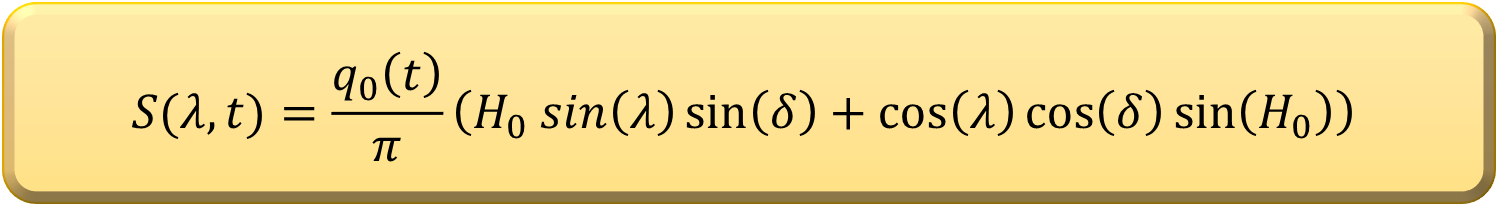 S(λ, t) = q₀(t)/π (H₀ sin(λ) sin(δ) + cos(λ) cos(δ) sin(H₀))